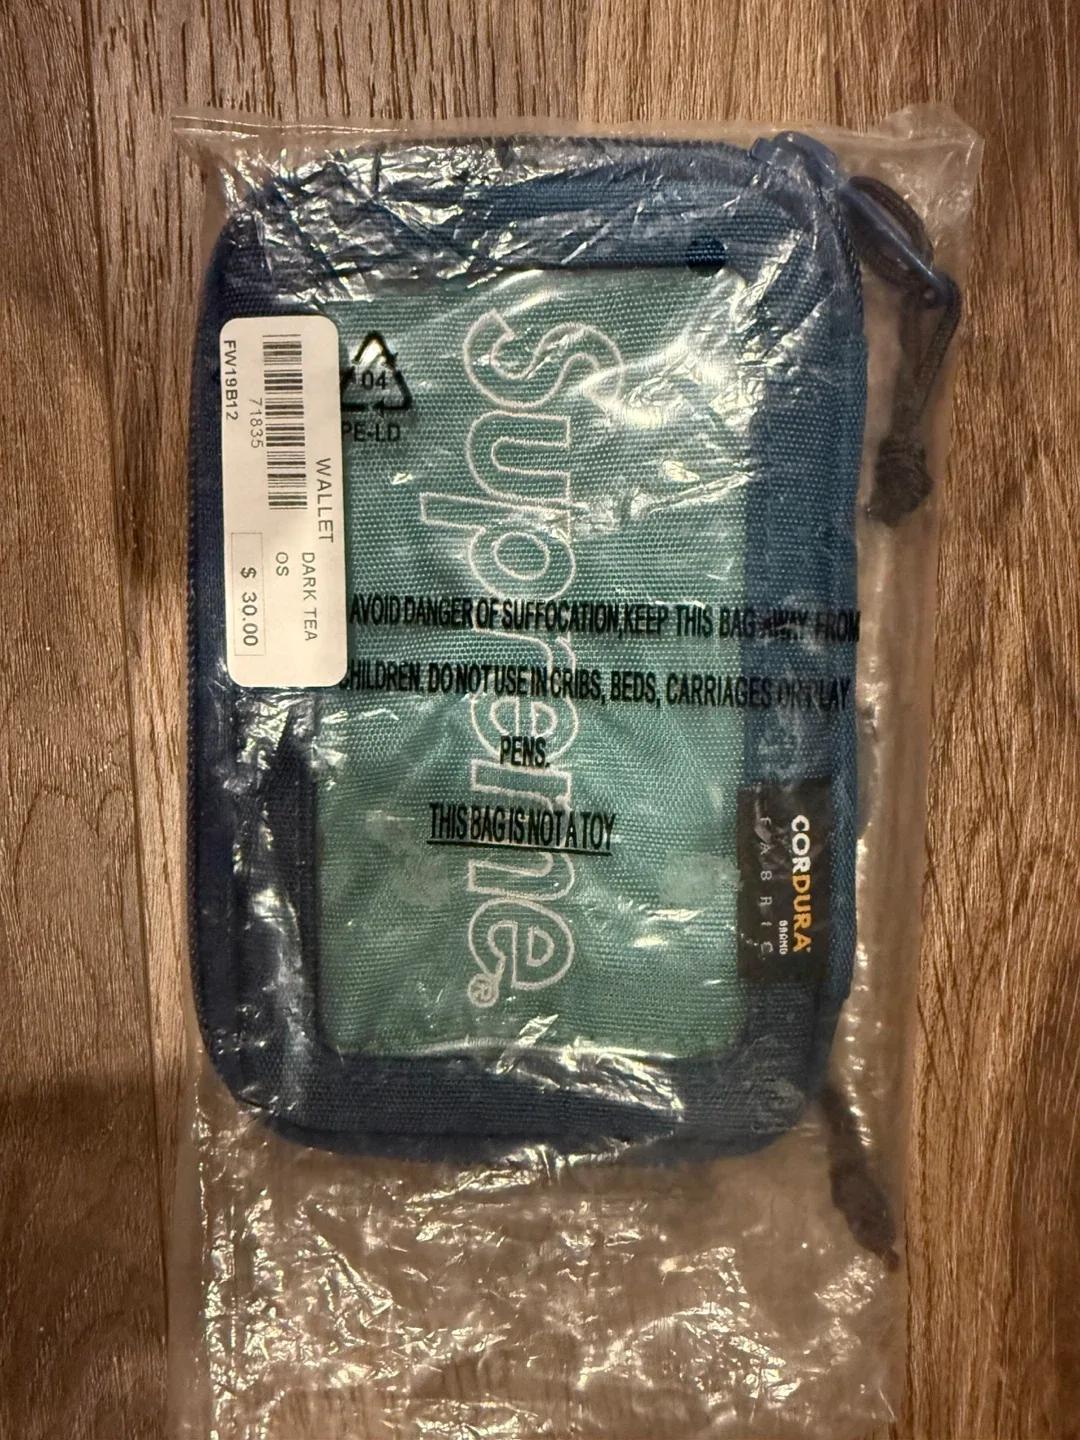 FW19B12
71835
WALLET DARK TEA
OS
$ 30.00
04
PE-LD
Supreme®
AVOID DANGER OF SUFFOCATION,KEEP THIS BAG AWAY FROM
CHILDREN. DO NOT USE IN CRIBS, BEDS, CARRIAGES OR PLAY
PENS.
THIS BAG IS NOT A TOY
CORDURA
BRAND
FABRIC